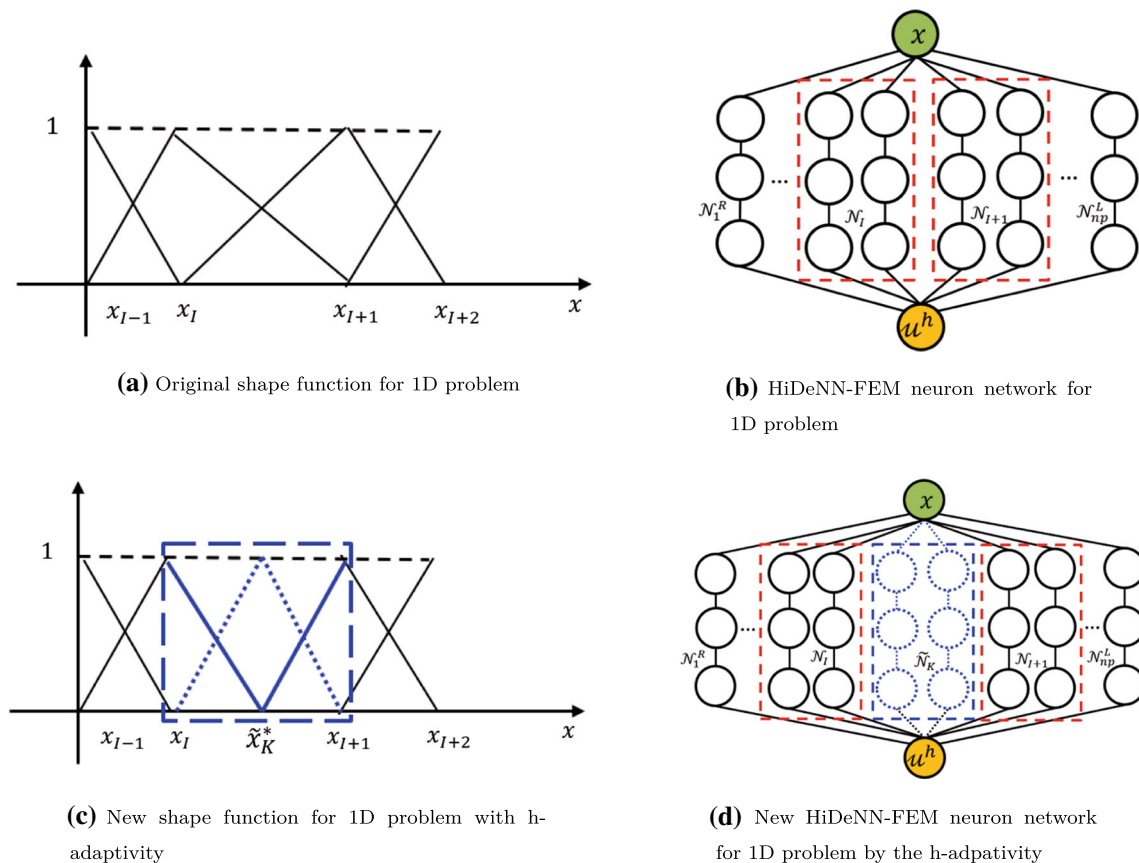 1
x_{I-1} x_I x_{I+1} x_{I+2} x
(a) Original shape function for 1D problem
x
... ...
𝒩_1^R 𝒩_I 𝒩_{I+1} 𝒩_{np}^L
u^h
(b) HiDeNN-FEM neuron network for
1D problem
1
x_{I-1} x_I x̃_K^* x_{I+1} x_{I+2} x
(c) New shape function for 1D problem with h-
adaptivity
x
... ...
𝒩_1^R 𝒩_I 𝒩̃_K 𝒩_{I+1} 𝒩_{np}^L
u^h
(d) New HiDeNN-FEM neuron network
for 1D problem by the h-adpativity